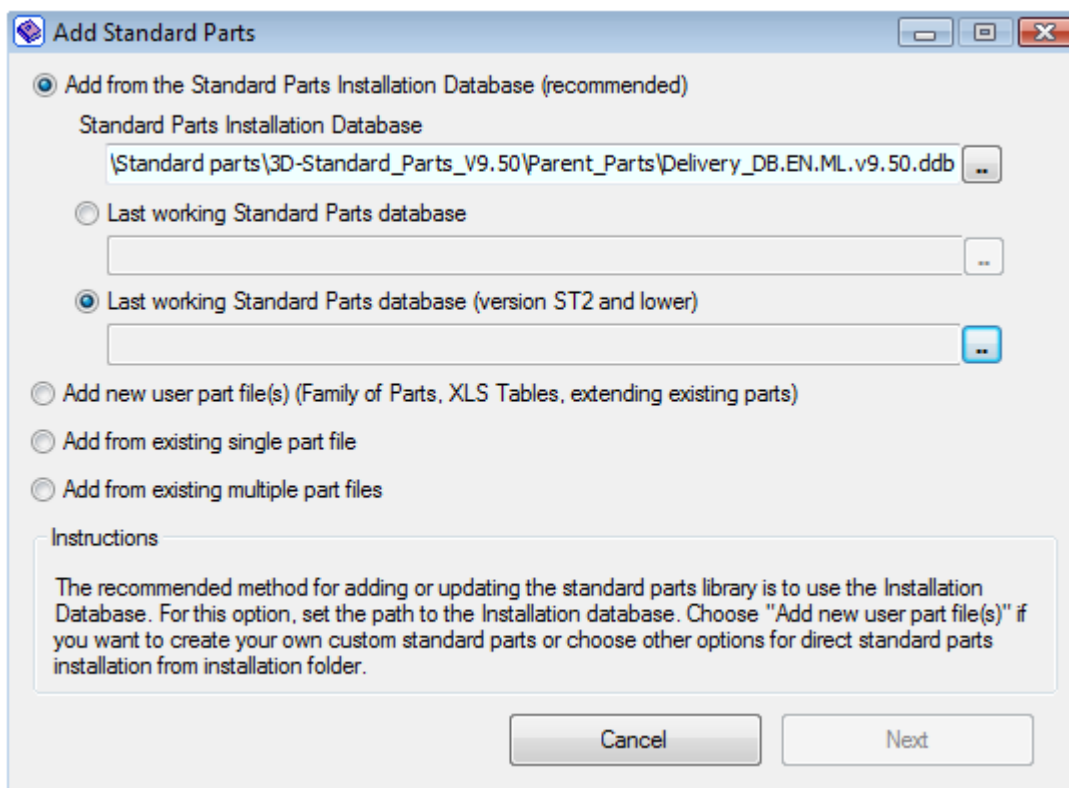 Add Standard Parts
Add from the Standard Parts Installation Database (recommended)
Standard Parts Installation Database
\Standard parts\3D-Standard_Parts_V9.50\Parent_Parts\Delivery_DB.EN.ML.v9.50.ddb
..
Last working Standard Parts database
..
Last working Standard Parts database (version ST2 and lower)
..
Add new user part file(s) (Family of Parts, XLS Tables, extending existing parts)
Add from existing single part file
Add from existing multiple part files
Instructions
The recommended method for adding or updating the standard parts library is to use the Installation
Database. For this option, set the path to the Installation database. Choose "Add new user part file(s)" if
you want to create your own custom standard parts or choose other options for direct standard parts
installation from installation folder.
Cancel
Next